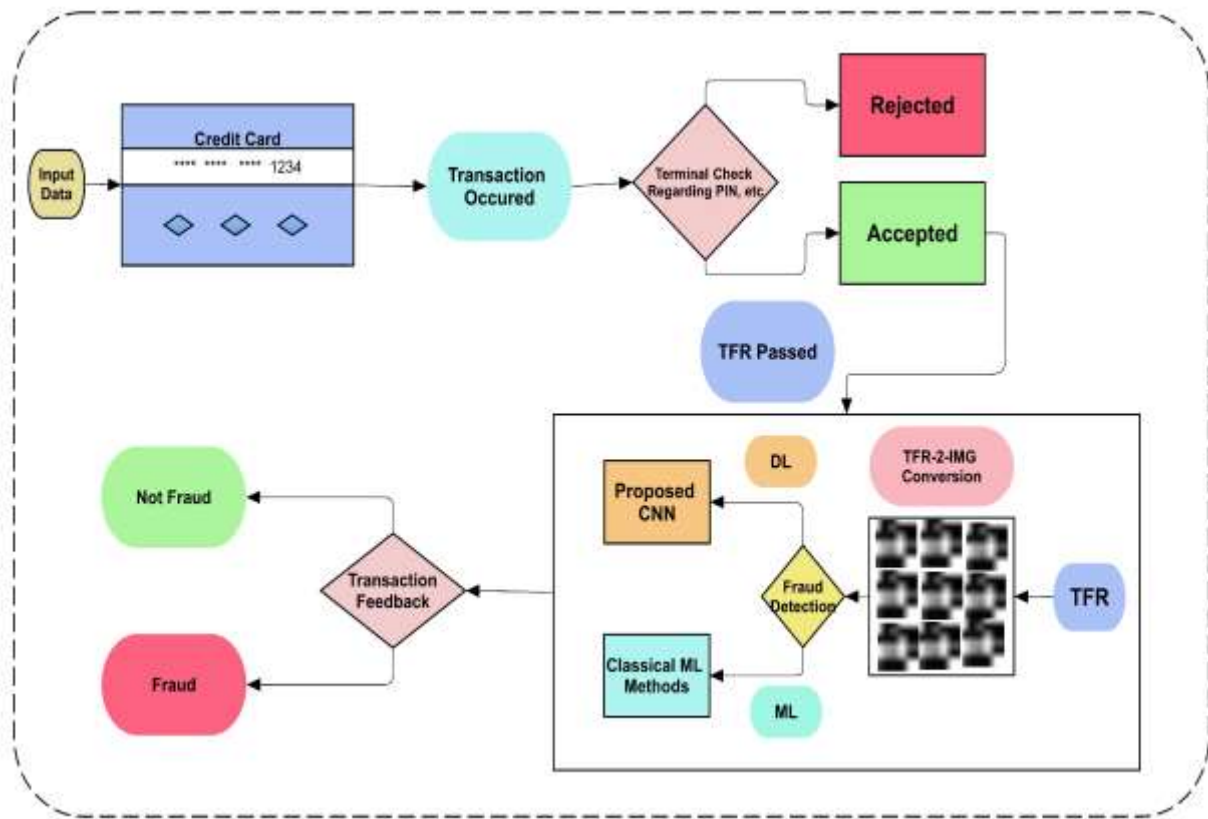 Input
Data
Credit Card
**** **** **** 1234
Transaction
Occured
Terminal Check
Regarding PIN, etc
Rejected
Accepted
TFR Passed
DL
TFR-2-IMG
Conversion
Proposed
CNN
Fraud
Detection
TFR
Classical ML
Methods
ML
Transaction
Feedback
Not Fraud
Fraud